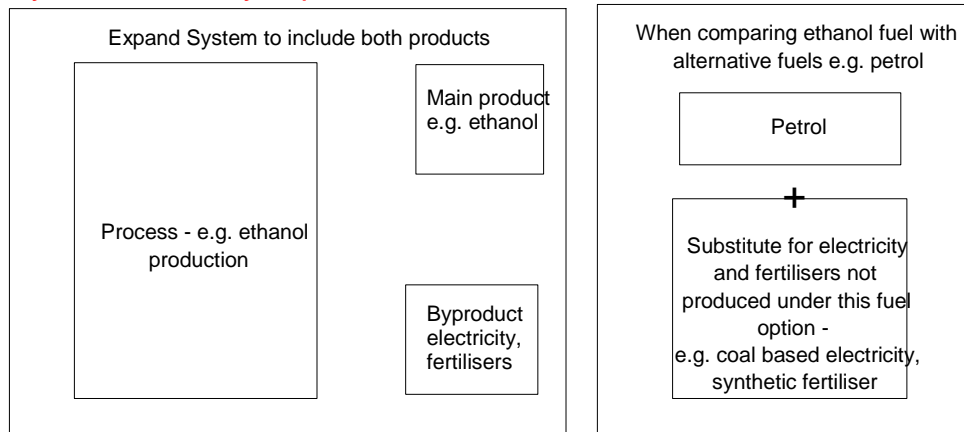 Expand System to include both products
Process - e.g. ethanol
production
Main product
e.g. ethanol
Byproduct
electricity,
fertilisers
When comparing ethanol fuel with
alternative fuels e.g. petrol
Petrol
+
Substitute for electricity
and fertilisers not
produced under this fuel
option -
e.g. coal based electricity,
synthetic fertiliser